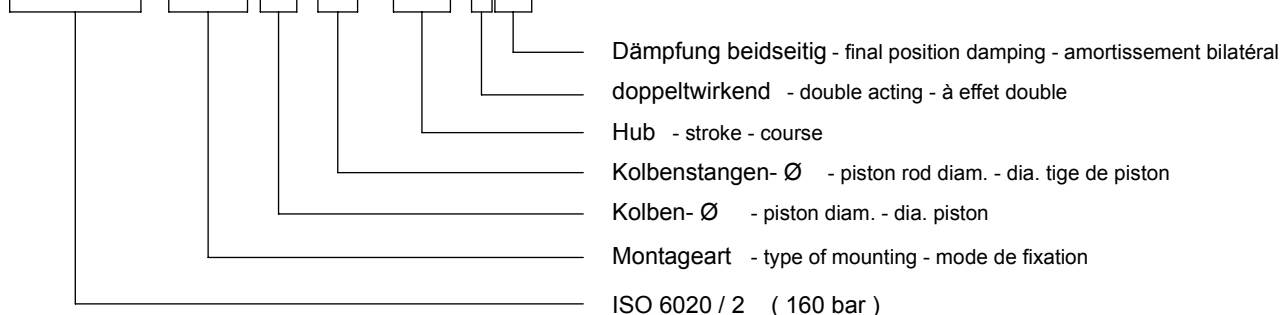 Dämpfung beidseitig - final position damping - amortissement bilatéral
doppeltwirkend - double acting - à effet double
Hub - stroke - course
Kolbenstangen- Ø - piston rod diam. - dia. tige de piston
Kolben- Ø - piston diam. - dia. piston
Montageart - type of mounting - mode de fixation
ISO 6020 / 2 ( 160 bar )